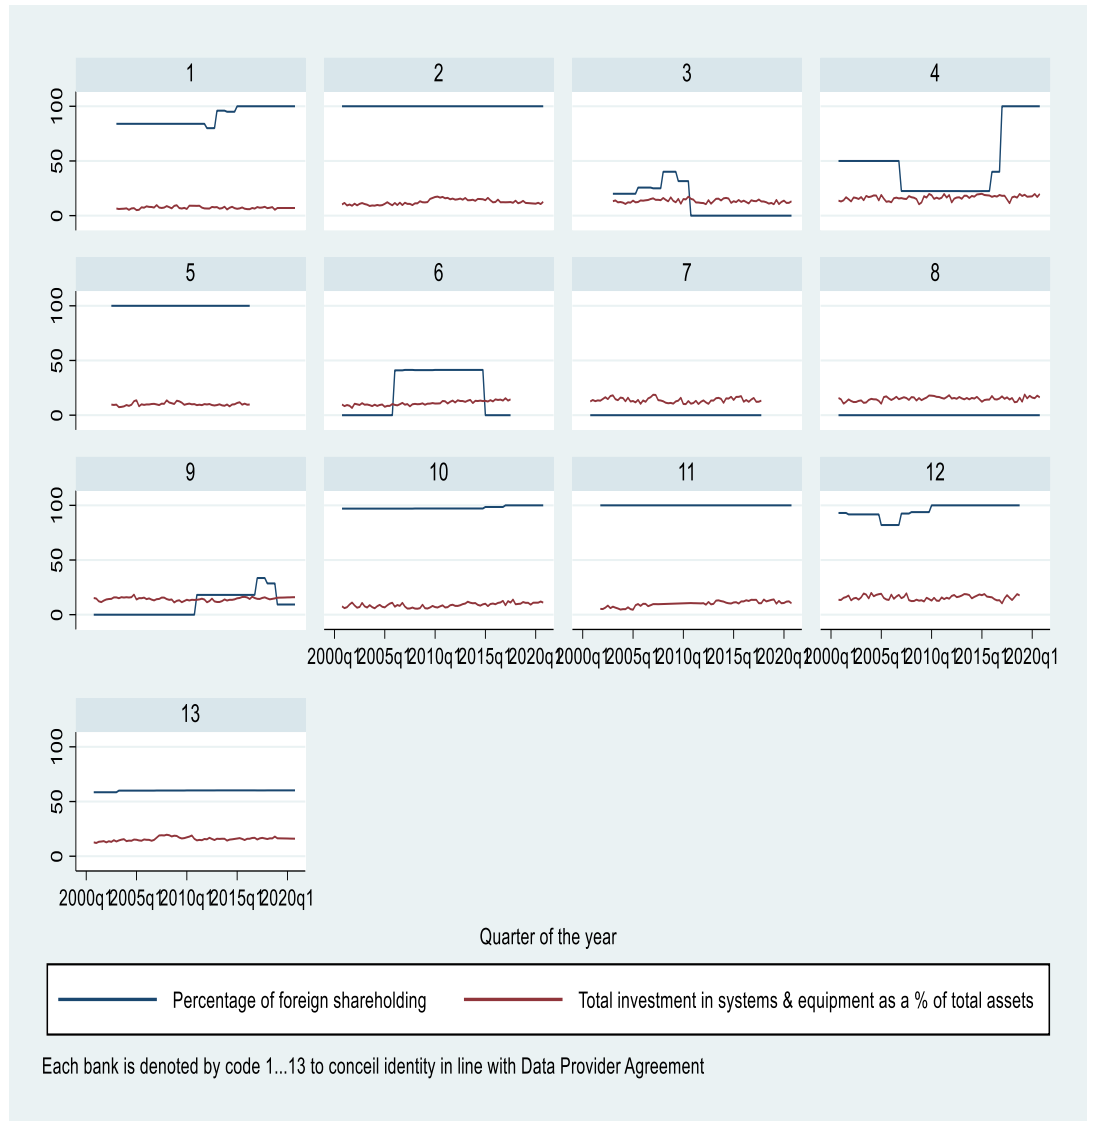 1 2 3 4
100
50
0
5 6 7 8
100
50
0
9 10 11 12
100
50
0
2000q1 2005q1 2010q1 2015q1 2020q1 2000q1 2005q1 2010q1 2015q1 2020q1 2000q1 2005q1 2010q1 2015q1 2020q1
13
100
50
0
2000q1 2005q1 2010q1 2015q1 2020q1
Quarter of the year
Percentage of foreign shareholding Total investment in systems & equipment as a % of total assets
Each bank is denoted by code 1...13 to conceil identity in line with Data Provider Agreement